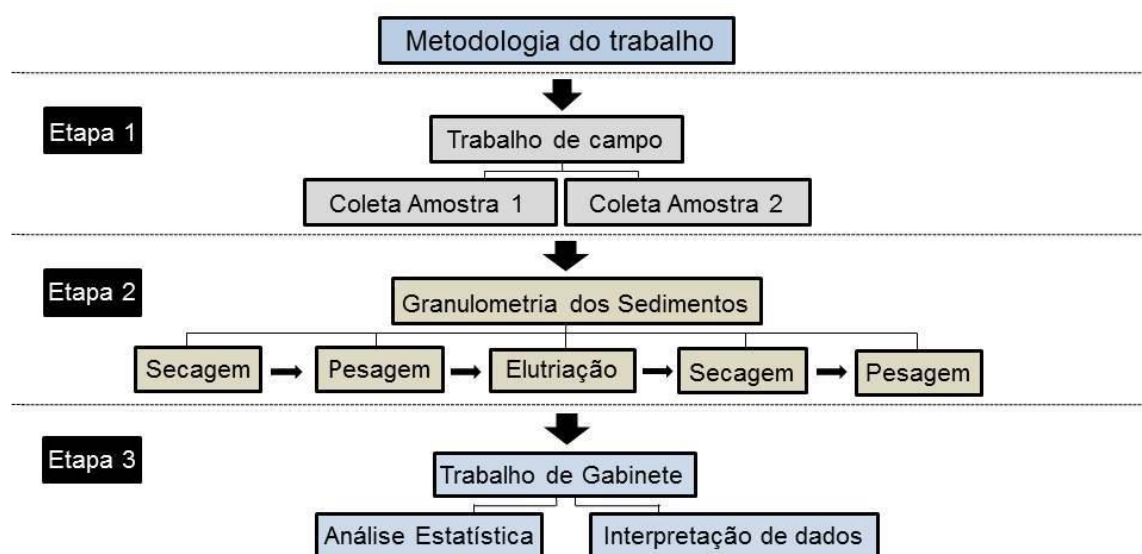 Metodologia do trabalho
Etapa 1
Trabalho de campo
Coleta Amostra 1
Coleta Amostra 2
Etapa 2
Granulometria dos Sedimentos
Secagem
Pesagem
Elutriação
Secagem
Pesagem
Etapa 3
Trabalho de Gabinete
Análise Estatística
Interpretação de dados